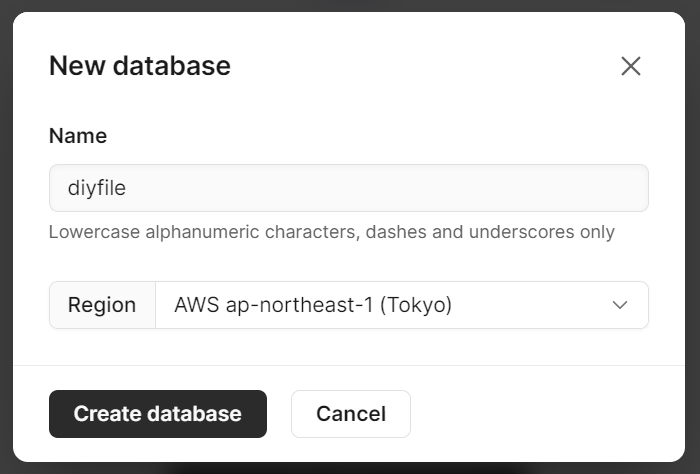 New database
Name
diyfile
Lowercase alphanumeric characters, dashes and underscores only
Region AWS ap-northeast-1 (Tokyo)
Create database Cancel